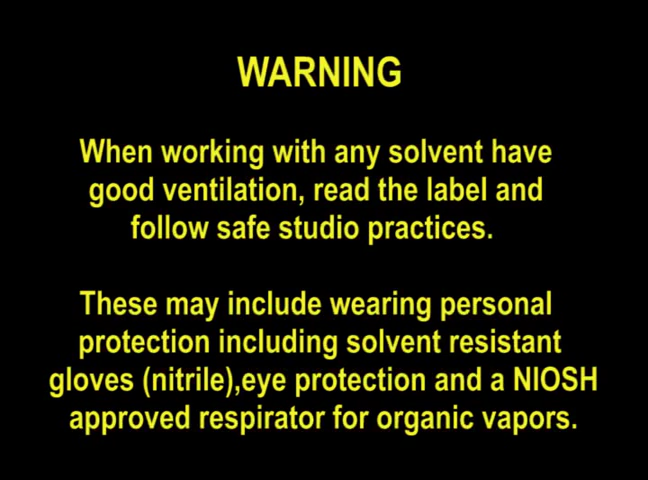 WARNING
When working with any solvent have
good ventilation, read the label and
follow safe studio practices.
These may include wearing personal
protection including solvent resistant
gloves (nitrile),eye protection and a NIOSH
approved respirator for organic vapors.